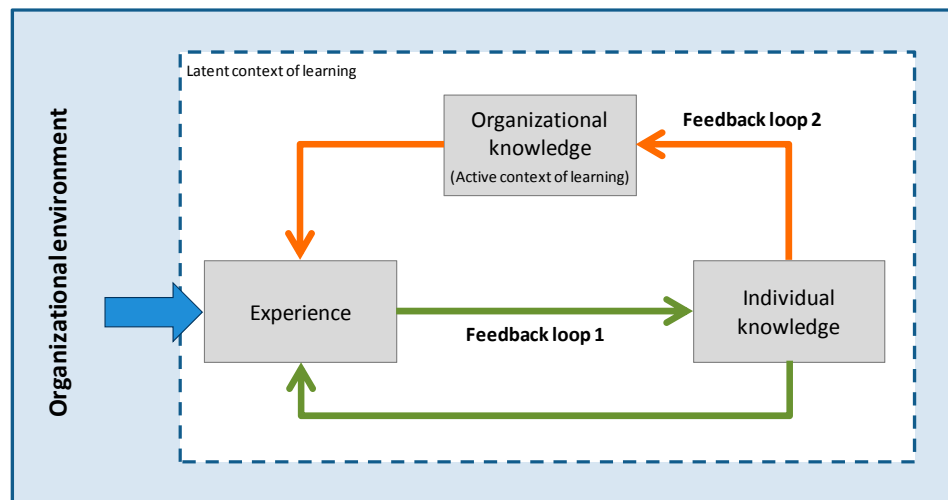 Organizational environment
Latent context of learning
Organizational
knowledge
(Active context of learning)
Feedback loop 2
Experience
Feedback loop 1
Individual
knowledge